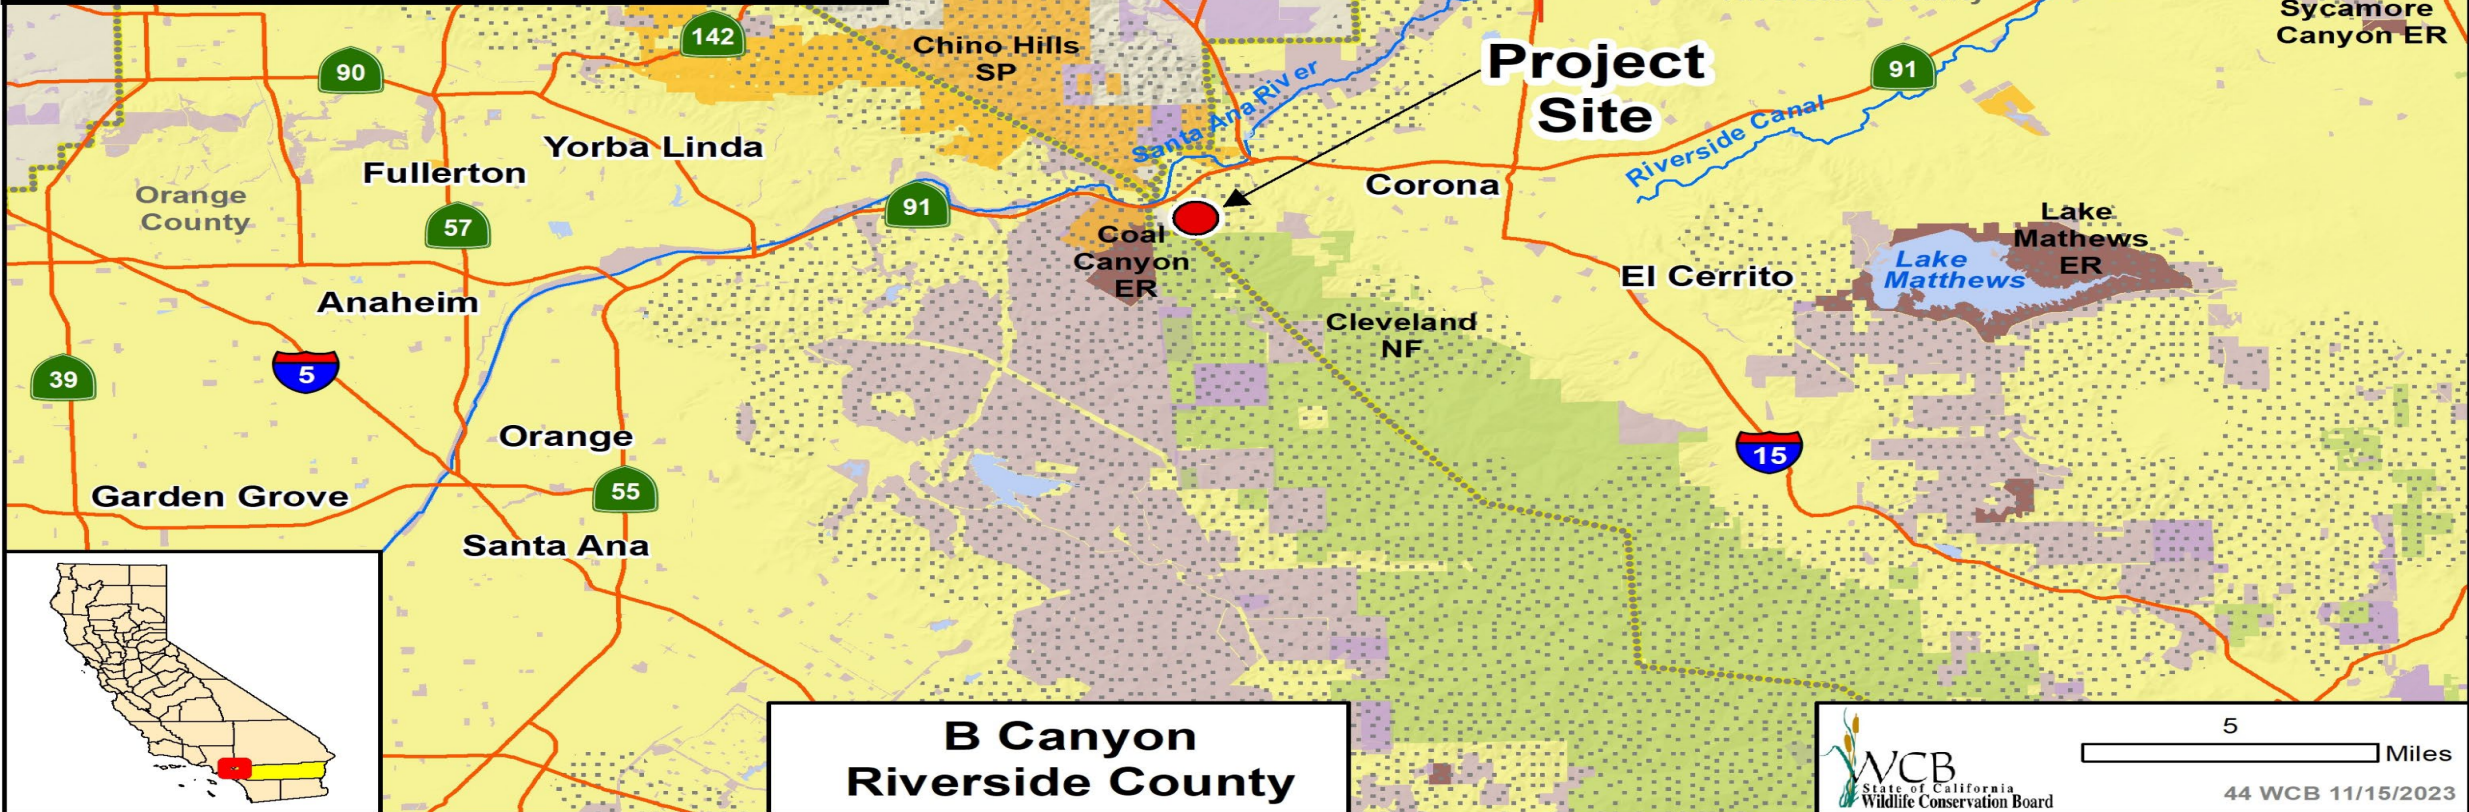 Sycamore
Canyon ER
142
Chino Hills
SP
Project
Site
90
91
Santa Ana River
Riverside Canal
Yorba Linda
Fullerton
Orange
County
57
91
Corona
Coal
Canyon
ER
Lake
Mathews
ER
Lake
Matthews
El Cerrito
Anaheim
Cleveland
NF
39
5
Orange
15
Garden Grove
55
Santa Ana
B Canyon
Riverside County
WCB
State of California
Wildlife Conservation Board
5
Miles
44 WCB 11/15/2023